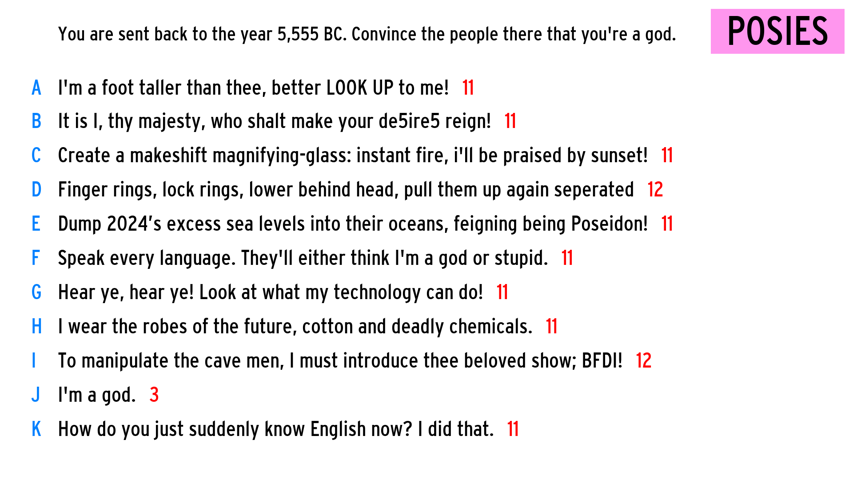 You are sent back to the year 5,555 BC. Convince the people there that you're a god.
POSIES
A I'm a foot taller than thee, better LOOK UP to me! 11
B It is I, thy majesty, who shalt make your de5ire5 reign! 11
C Create a makeshift magnifying-glass: instant fire, i'll be praised by sunset! 11
D Finger rings, lock rings, lower behind head, pull them up again seperated 12
E Dump 2024's excess sea levels into their oceans, feigning being Poseidon! 11
F Speak every language. They'll either think I'm a god or stupid. 11
G Hear ye, hear ye! Look at what my technology can do! 11
H I wear the robes of the future, cotton and deadly chemicals. 11
I To manipulate the cave men, I must introduce thee beloved show; BFDI! 12
J I'm a god. 3
K How do you just suddenly know English now? I did that. 11